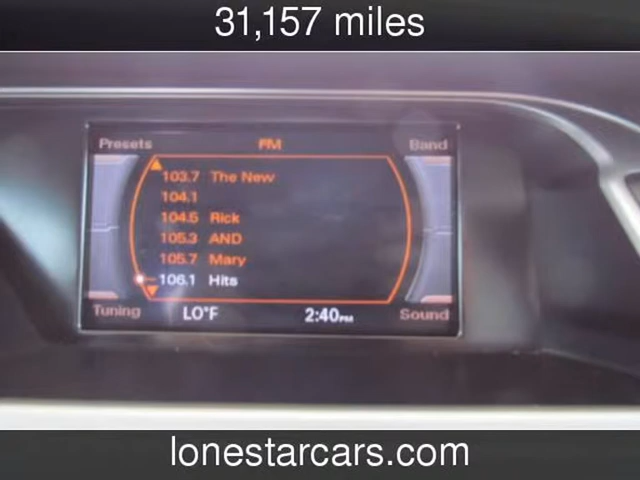 31,157 miles
Presets FM Band
103.7 The New
104.1
104.5 Rick
105.3 AND
105.7 Mary
106.1 Hits
Tuning LO°F 2:40PM Sound
lonestarcars.com